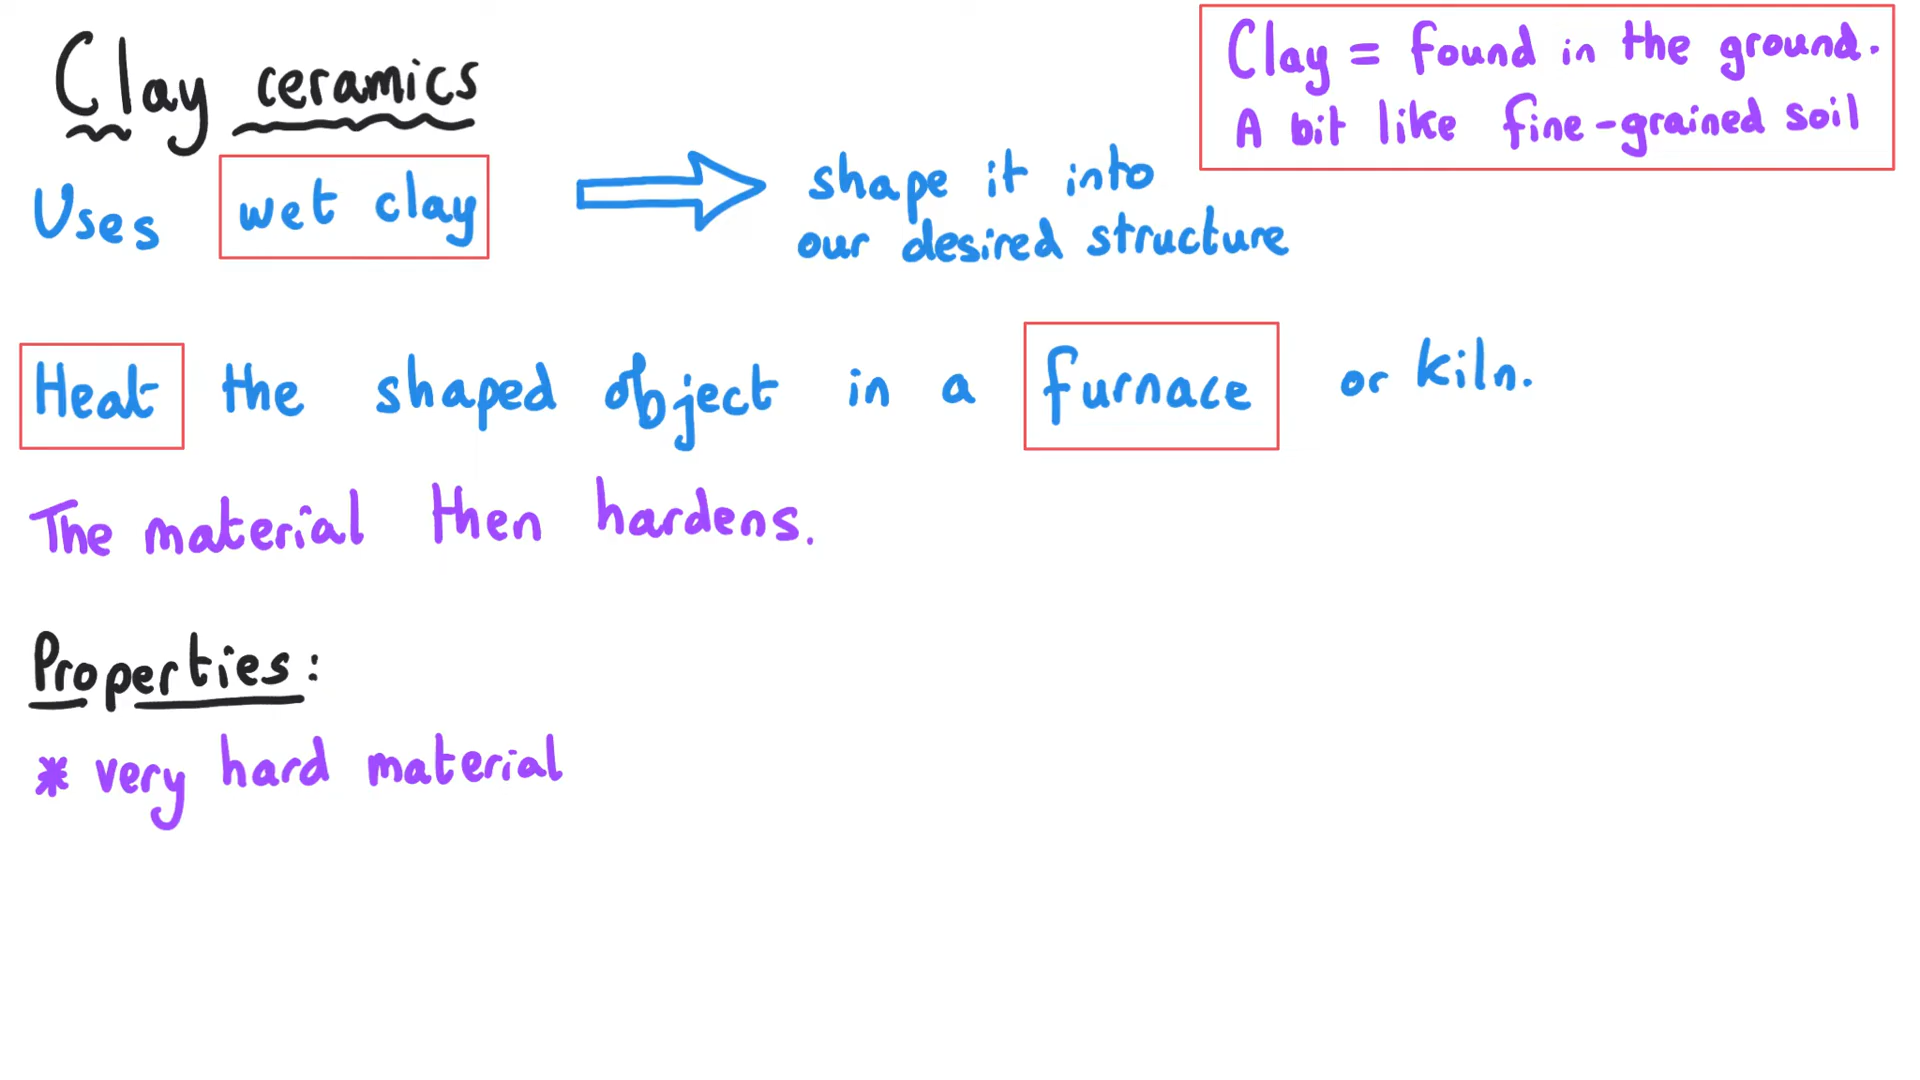 Clay ceramics
Clay = found in the ground.
A bit like fine-grained soil
Uses wet clay
shape it into
our desired structure
Heat the shaped object in a furnace or kiln.
The material then hardens.
Properties:
* very hard material